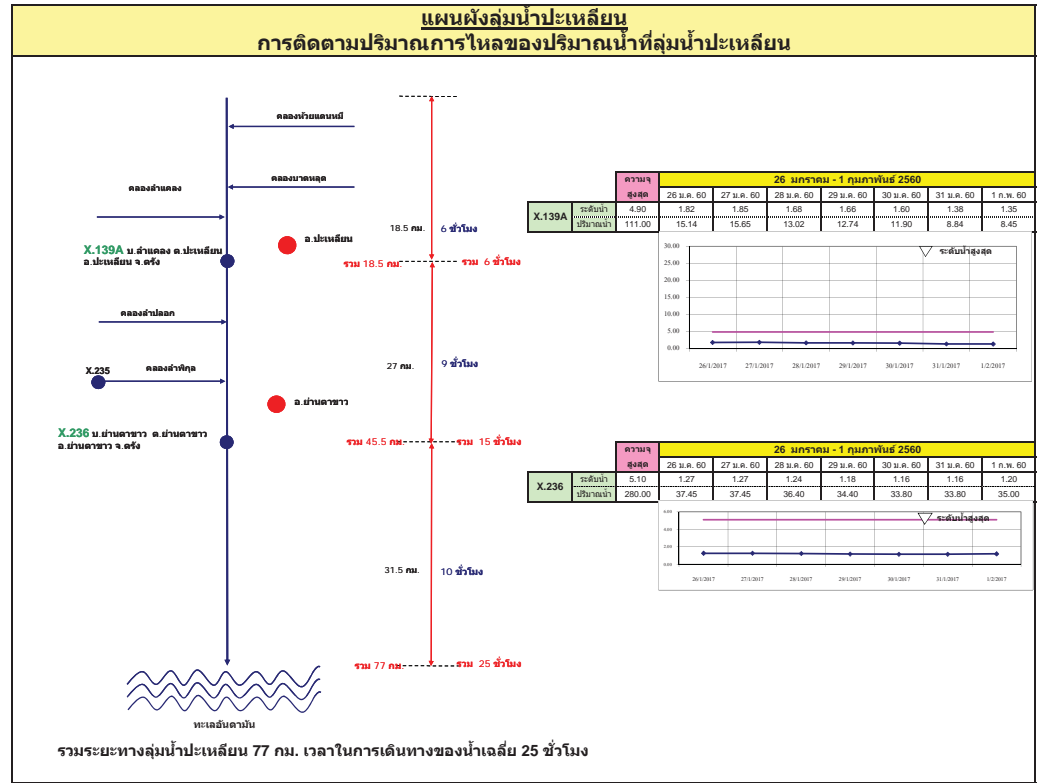 แผนผังลุ่มน้ำปะเหลียน
การติดตามปริมาณการไหลของปริมาณน้ำที่ลุ่มน้ำปะเหลียน
คลองห้วยแดนหมี
คลองบาตหลุด
คลองลำแคลง
18.5 กม. 6 ชั่วโมง
อ.ปะเหลียน
X.139A บ.ลำแคลง ต.ปะเหลียน
อ.ปะเหลียน จ.ตรัง
รวม 18.5 กม. รวม 6 ชั่วโมง
คลองลำปลอก
X.235 คลองลำพิกุล
27 กม. 9 ชั่วโมง
อ.ย่านตาขาว
X.236 บ.ย่านตาขาว ต.ย่านตาขาว
อ.ย่านตาขาว จ.ตรัง
รวม 45.5 กม. รวม 15 ชั่วโมง
31.5 กม. 10 ชั่วโมง
รวม 77 กม. รวม 25 ชั่วโมง
ทะเลอันดามัน
ความจุ 26 มกราคม - 1 กุมภาพันธ์ 2560
สูงสุด 26 ม.ค. 60 27 ม.ค. 60 28 ม.ค. 60 29 ม.ค. 60 30 ม.ค. 60 31 ม.ค. 60 1 ก.พ. 60
X.139A
ระดับน้ำ 4.90 1.82 1.85 1.68 1.66 1.60 1.38 1.35
ปริมาณน้ำ 111.00 15.14 15.65 13.02 12.74 11.90 8.84 8.45
ระดับน้ำสูงสุด
30.00
25.00
20.00
15.00
10.00
5.00
0.00
26/1/2017 27/1/2017 28/1/2017 29/1/2017 30/1/2017 31/1/2017 1/2/2017
ความจุ 26 มกราคม - 1 กุมภาพันธ์ 2560
สูงสุด 26 ม.ค. 60 27 ม.ค. 60 28 ม.ค. 60 29 ม.ค. 60 30 ม.ค. 60 31 ม.ค. 60 1 ก.พ. 60
X.236
ระดับน้ำ 5.10 1.27 1.27 1.24 1.18 1.16 1.16 1.20
ปริมาณน้ำ 280.00 37.45 37.45 36.40 34.40 33.80 33.80 35.00
ระดับน้ำสูงสุด
6.00
4.00
2.00
0.00
26/1/2017 27/1/2017 28/1/2017 29/1/2017 30/1/2017 31/1/2017 1/2/2017
รวมระยะทางลุ่มน้ำปะเหลียน 77 กม. เวลาในการเดินทางของน้ำเฉลี่ย 25 ชั่วโมง